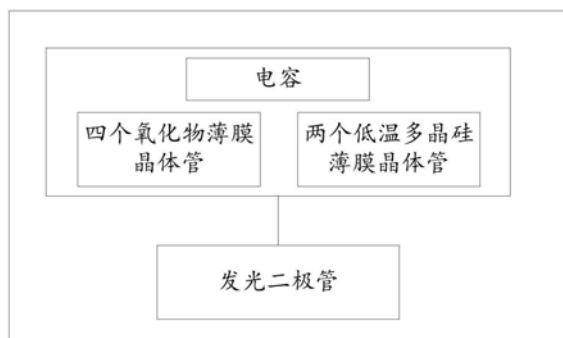 电容
四个氧化物薄膜
晶体管
两个低温多晶硅
薄膜晶体管
发光二极管